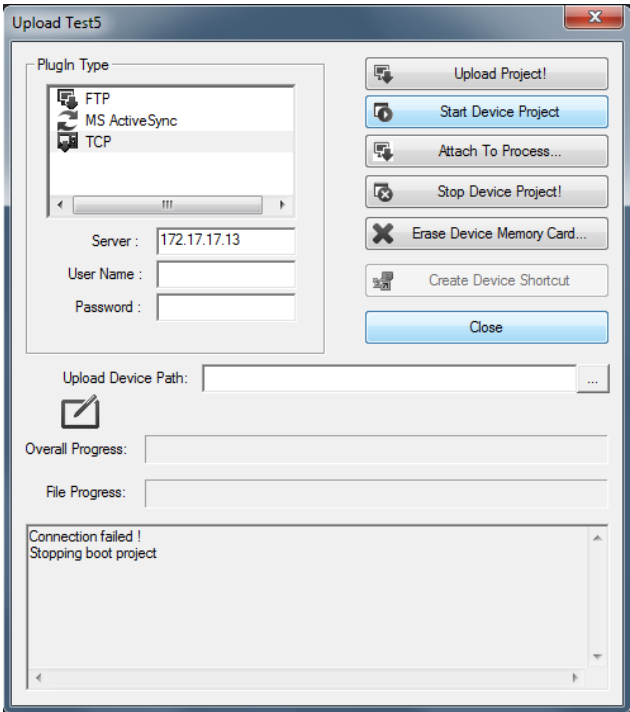 Upload Test5
PlugIn Type
FTP
MS ActiveSync
TCP
Server :
172.17.17.13
User Name :
Password :
Upload Project!
Start Device Project
Attach To Process...
Stop Device Project!
Erase Device Memory Card...
Create Device Shortcut
Close
Upload Device Path:
...
Overall Progress:
File Progress:
Connection failed !
Stopping boot project